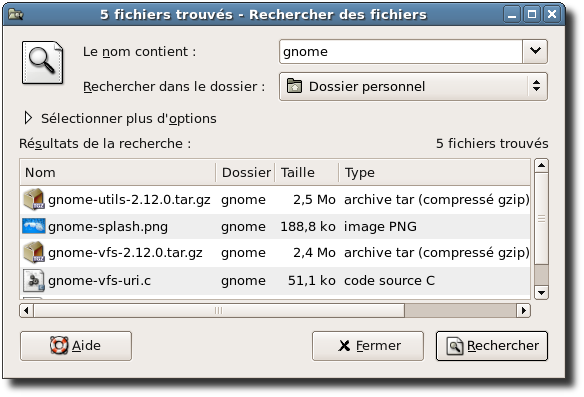 5 fichiers trouvés - Rechercher des fichiers
Le nom contient : gnome
Rechercher dans le dossier : Dossier personnel
Sélectionner plus d'options
Résultats de la recherche : 5 fichiers trouvés
Nom Dossier Taille Type
gnome-utils-2.12.0.tar.gz gnome 2,5 Mo archive tar (compressé gzip)
gnome-splash.png gnome 188,8 ko image PNG
gnome-vfs-2.12.0.tar.gz gnome 2,4 Mo archive tar (compressé gzip)
gnome-vfs-uri.c gnome 51,1 ko code source C
Aide Fermer Rechercher